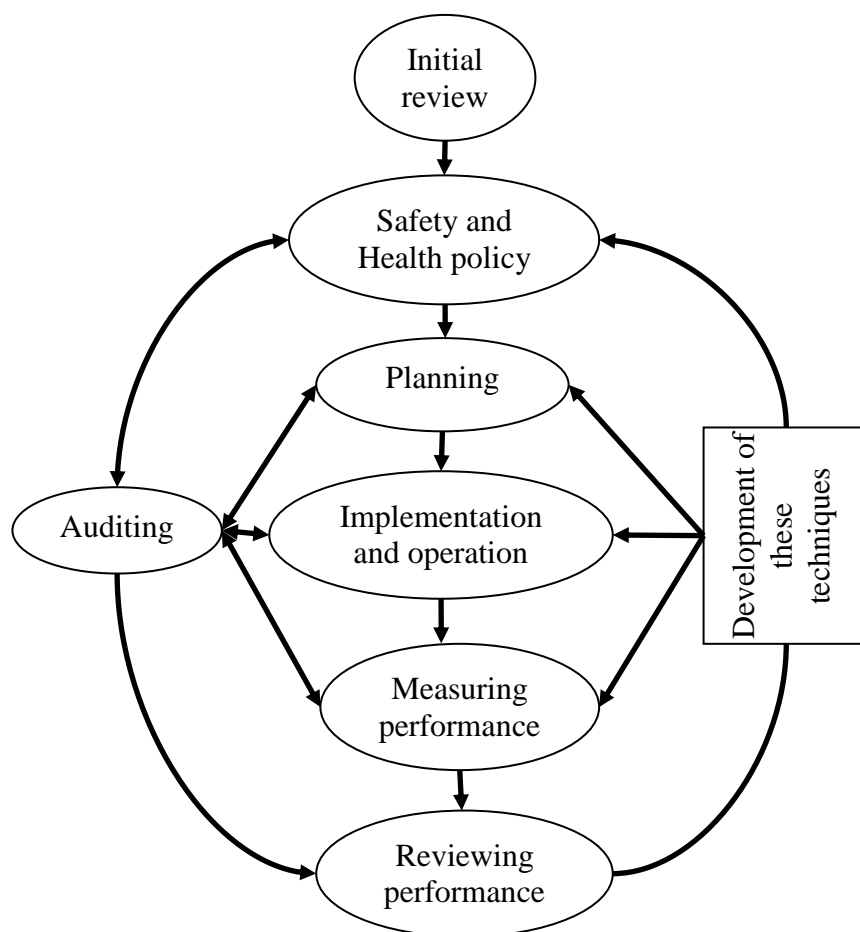 Initial
review
Safety and
Health policy
Planning
Auditing
Implementation
and operation
Development of
these
techniques
Measuring
performance
Reviewing
performance